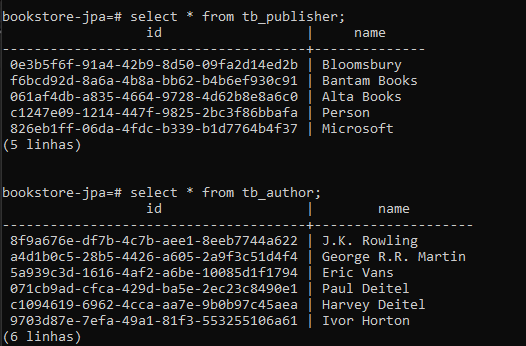 bookstore-jpa=# select * from tb_publisher;
id | name
--------------------------------------+--------------
0e3b5f6f-91a4-42b9-8d50-09fa2d14ed2b | Bloomsbury
f6bcd92d-8a6a-4b8a-bb62-b4b6ef930c91 | Bantam Books
061af4db-a835-4664-9728-4d62b8e8a6c0 | Alta Books
c1247e09-1214-447f-9825-2bc3f86bbafa | Person
826eb1ff-06da-4fdc-b339-b1d7764b4f37 | Microsoft
(5 linhas)
bookstore-jpa=# select * from tb_author;
id | name
--------------------------------------+--------------------
8f9a676e-df7b-4c7b-aee1-8eeb7744a622 | J.K. Rowling
a4d1b0c5-28b5-4426-a605-2a9f3c51d4f4 | George R.R. Martin
5a939c3d-1616-4af2-a6be-10085d1f1794 | Eric Vans
071cb9ad-cfca-429d-ba5e-2ec23c8490e1 | Paul Deitel
c1094619-6962-4cca-aa7e-9b0b97c45aea | Harvey Deitel
9703d87e-7efa-49a1-81f3-553255106a61 | Ivor Horton
(6 linhas)